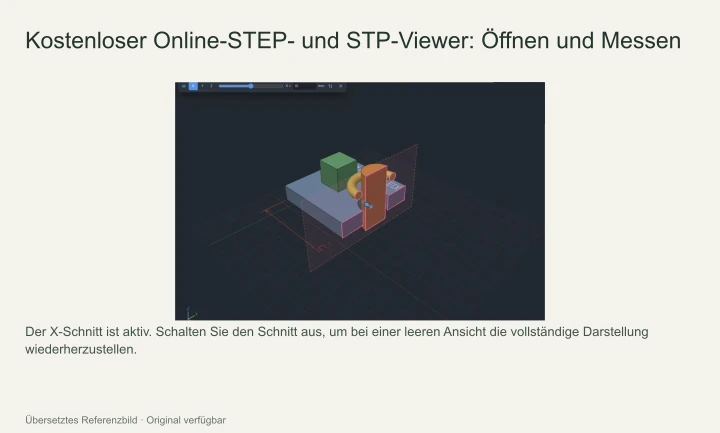 Kostenloser Online-STEP- und STP-Viewer: Öffnen und Messen
Der X-Schnitt ist aktiv. Schalten Sie den Schnitt aus, um bei einer leeren Ansicht die vollständige Darstellung
wiederherzustellen.
Übersetztes Referenzbild · Original verfügbar